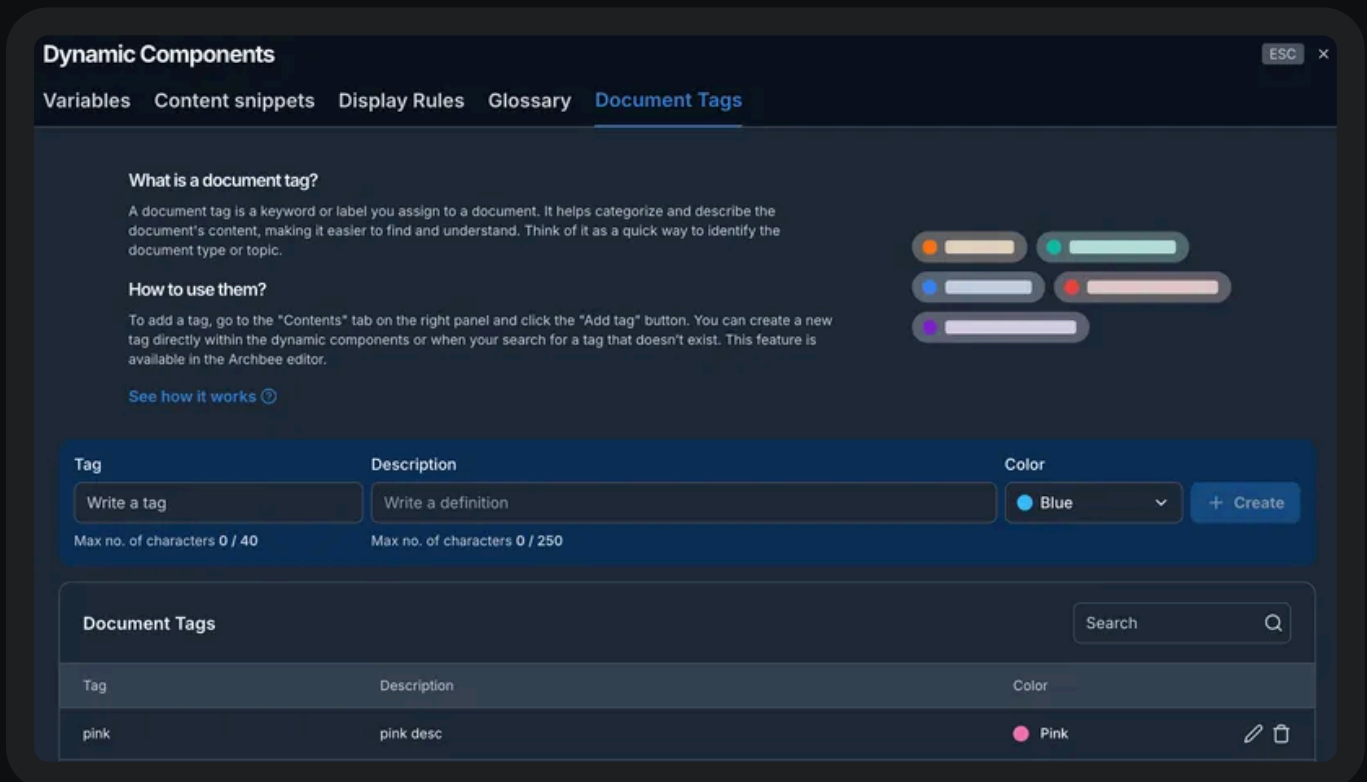 Dynamic Components
ESC
Variables Content snippets Display Rules Glossary Document Tags
What is a document tag?
A document tag is a keyword or label you assign to a document. It helps categorize and describe the
document's content, making it easier to find and understand. Think of it as a quick way to identify the
document type or topic.
How to use them?
To add a tag, go to the "Contents" tab on the right panel and click the "Add tag" button. You can create a new
tag directly within the dynamic components or when your search for a tag that doesn't exist. This feature is
available in the Archbee editor.
See how it works
Tag Description Color
Write a tag Write a definition Blue + Create
Max no. of characters 0 / 40 Max no. of characters 0 / 250
Document Tags Search
Tag Description Color
pink pink desc Pink